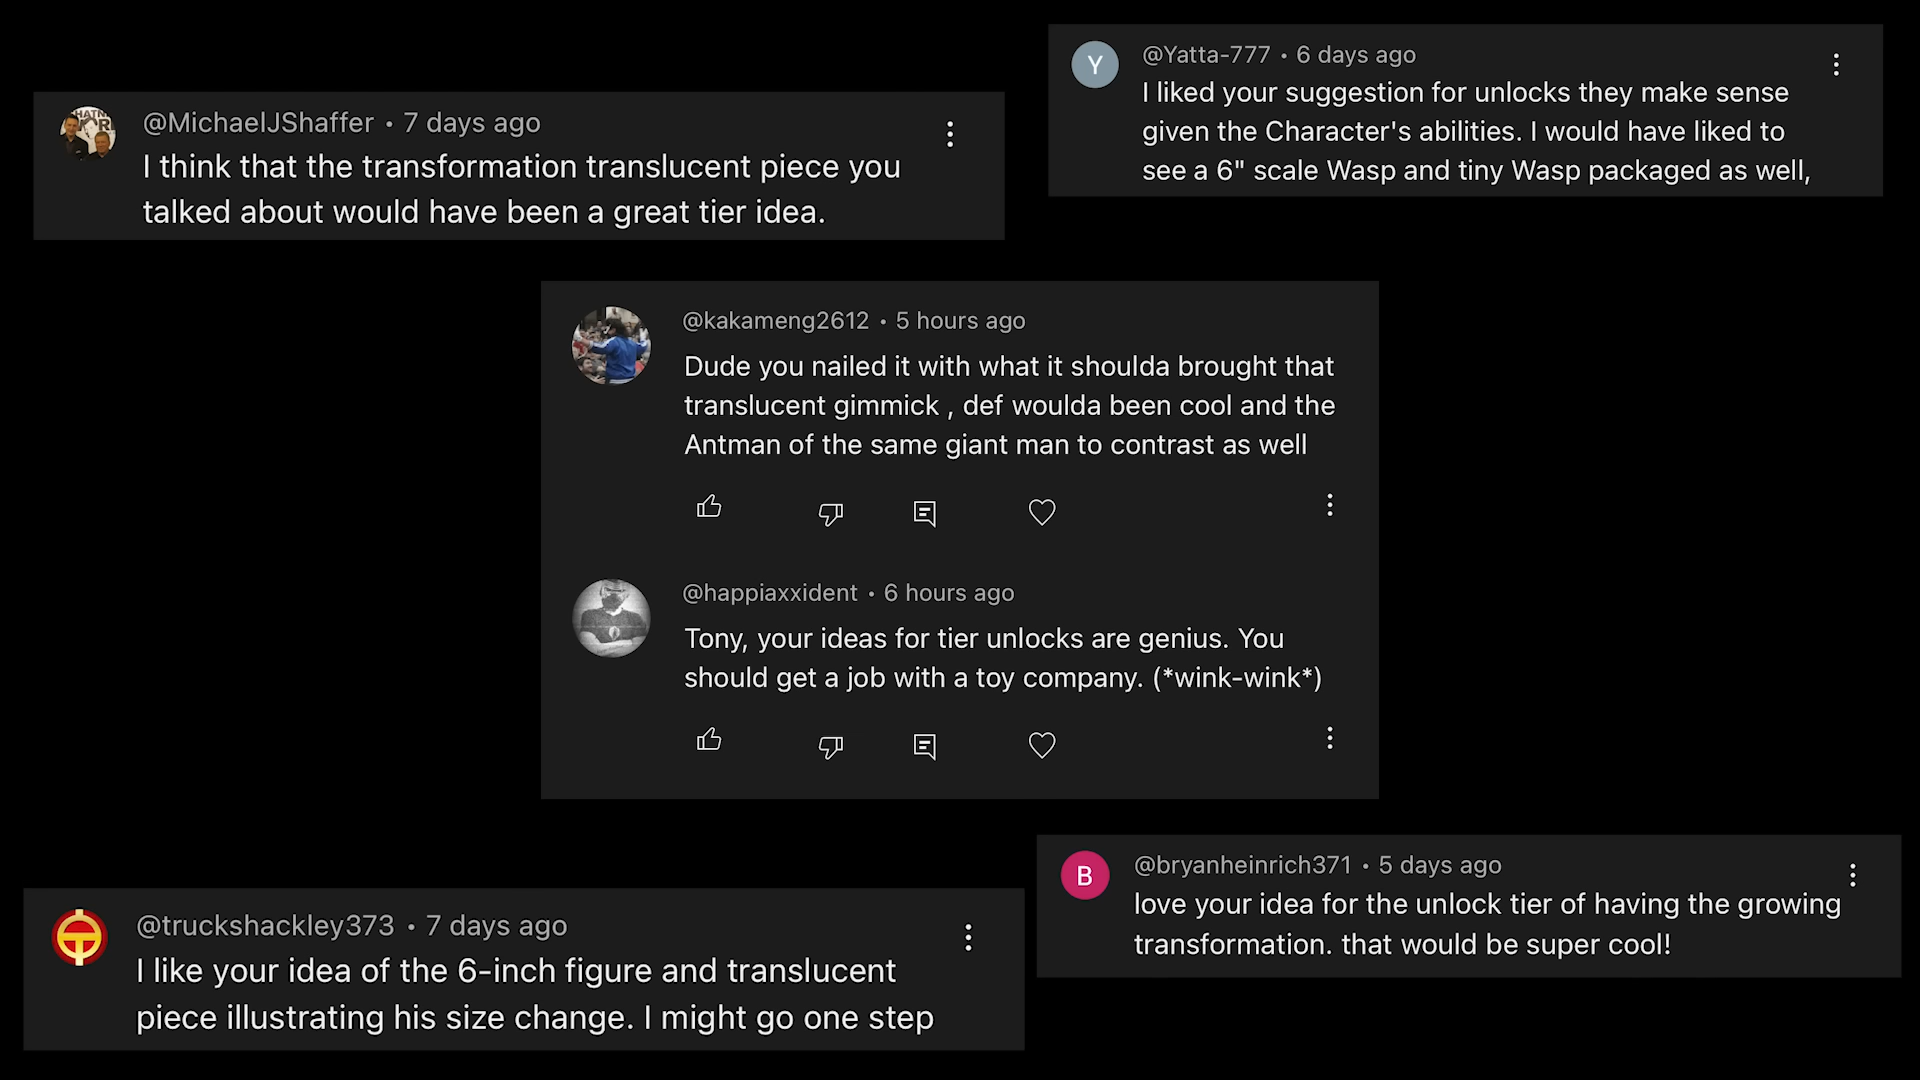 @MichaelJShaffer • 7 days ago
I think that the transformation translucent piece you
talked about would have been a great tier idea.
Y
@Yatta-777 • 6 days ago
I liked your suggestion for unlocks they make sense
given the Character's abilities. I would have liked to
see a 6" scale Wasp and tiny Wasp packaged as well,
@kakameng2612 • 5 hours ago
Dude you nailed it with what it shoulda brought that
translucent gimmick , def woulda been cool and the
Antman of the same giant man to contrast as well
@happiaxxident • 6 hours ago
Tony, your ideas for tier unlocks are genius. You
should get a job with a toy company. (*wink-wink*)
@truckshackley373 • 7 days ago
I like your idea of the 6-inch figure and translucent
piece illustrating his size change. I might go one step
B
@bryanheinrich371 • 5 days ago
love your idea for the unlock tier of having the growing
transformation. that would be super cool!